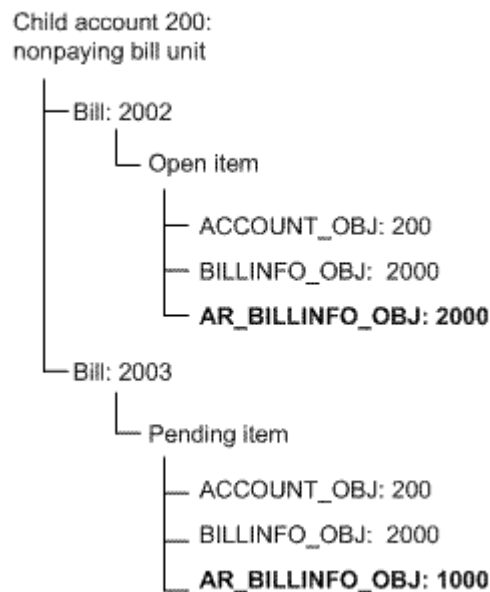 Child account 200:
nonpaying bill unit
Bill: 2002
Open item
ACCOUNT_OBJ: 200
BILLINFO_OBJ: 2000
AR_BILLINFO_OBJ: 2000
Bill: 2003
Pending item
ACCOUNT_OBJ: 200
BILLINFO_OBJ: 2000
AR_BILLINFO_OBJ: 1000